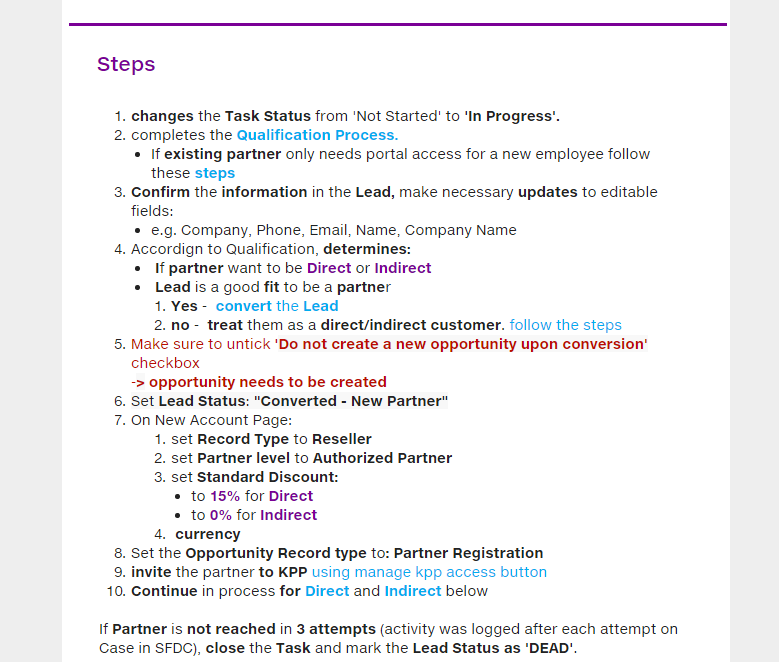 Steps
1. changes the Task Status from 'Not Started' to 'In Progress'.
2. completes the Qualification Process.
• If existing partner only needs portal access for a new employee follow
these steps
3. Confirm the information in the Lead, make necessary updates to editable
fields:
• e.g. Company, Phone, Email, Name, Company Name
4. Accordign to Qualification, determines:
• If partner want to be Direct or Indirect
• Lead is a good fit to be a partner
1. Yes - convert the Lead
2. no - treat them as a direct/indirect customer. follow the steps
5. Make sure to untick 'Do not create a new opportunity upon conversion'
checkbox
-> opportunity needs to be created
6. Set Lead Status: "Converted - New Partner"
7. On New Account Page:
1. set Record Type to Reseller
2. set Partner level to Authorized Partner
3. set Standard Discount:
• to 15% for Direct
• to 0% for Indirect
4. currency
8. Set the Opportunity Record type to: Partner Registration
9. invite the partner to KPP using manage kpp access button
10. Continue in process for Direct and Indirect below
If Partner is not reached in 3 attempts (activity was logged after each attempt on
Case in SFDC), close the Task and mark the Lead Status as 'DEAD'.